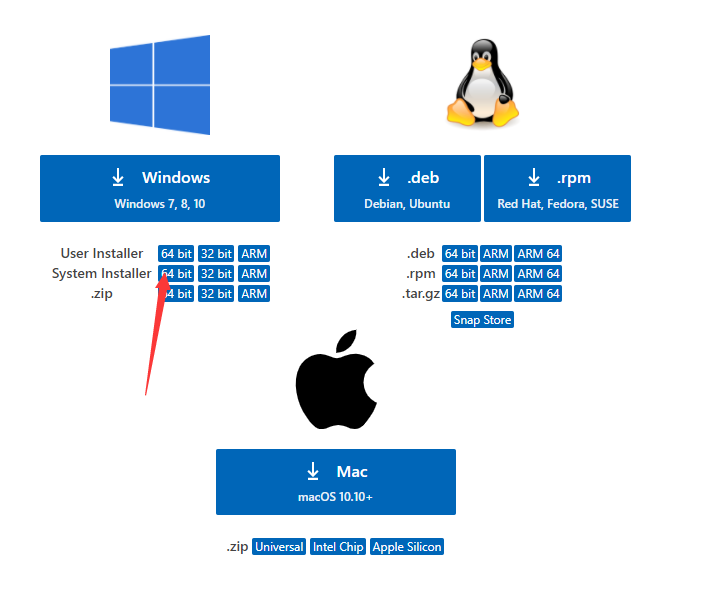 Windows
Windows 7, 8, 10
User Installer 64 bit 32 bit ARM
System Installer 64 bit 32 bit ARM
.zip 64 bit 32 bit ARM
.deb
Debian, Ubuntu
.rpm
Red Hat, Fedora, SUSE
.deb 64 bit ARM ARM 64
.rpm 64 bit ARM ARM 64
.tar.gz 64 bit ARM ARM 64
Snap Store
Mac
macOS 10.10+
.zip Universal Intel Chip Apple Silicon